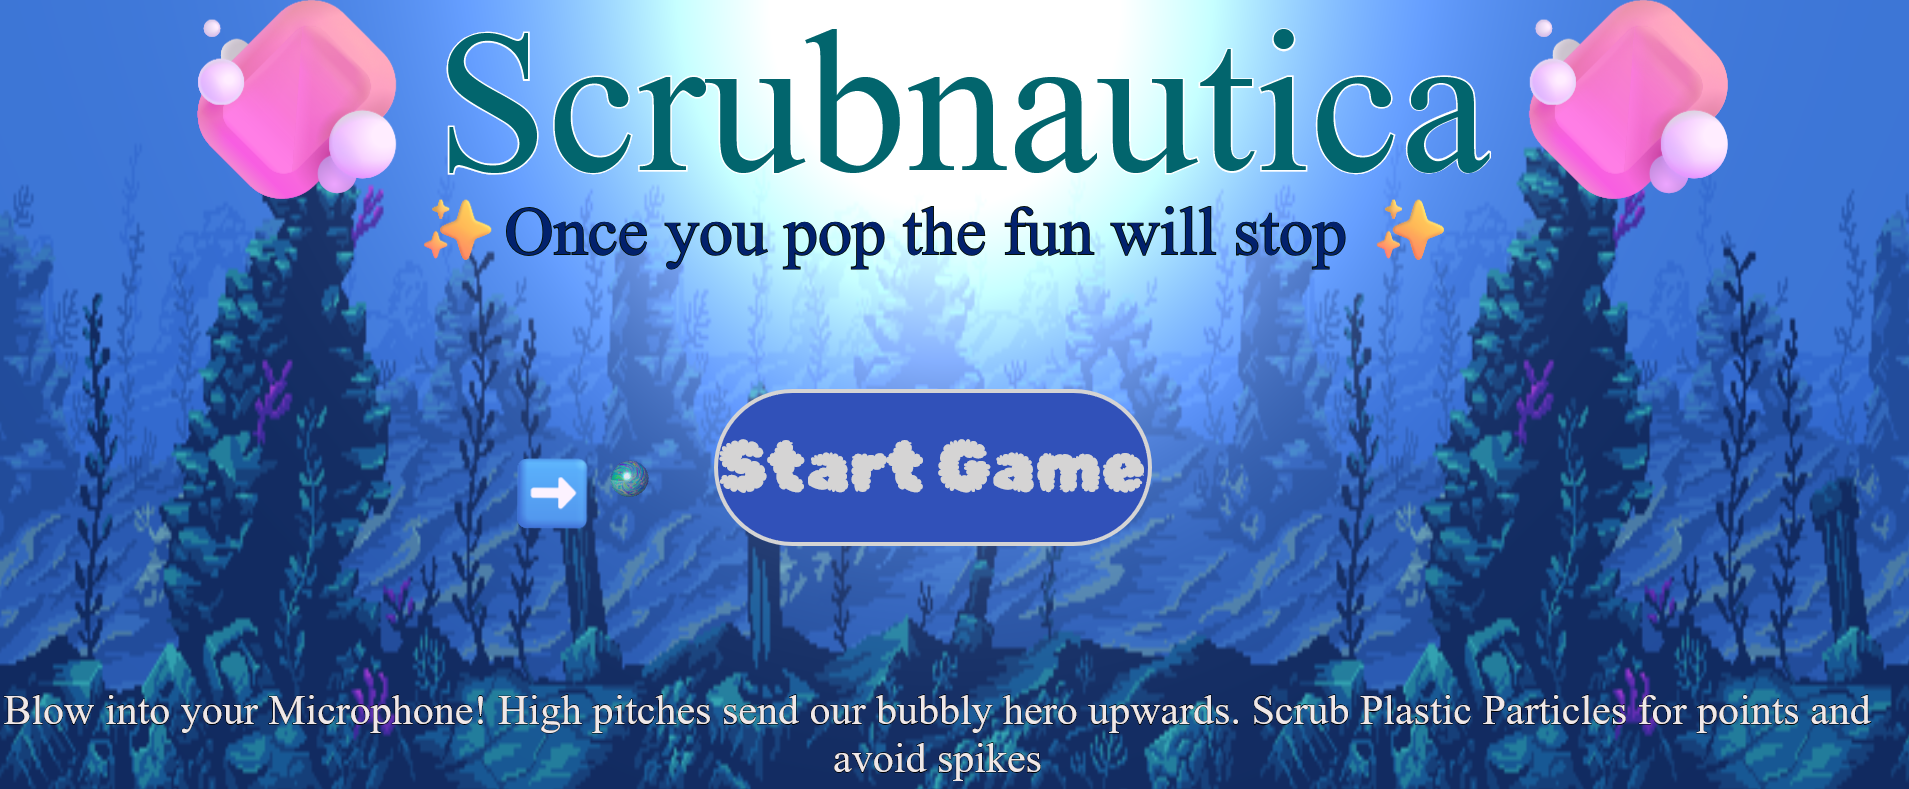 Scrubnautica
Once you pop the fun will stop
Start Game
Blow into your Microphone! High pitches send our bubbly hero upwards. Scrub Plastic Particles for points and
avoid spikes